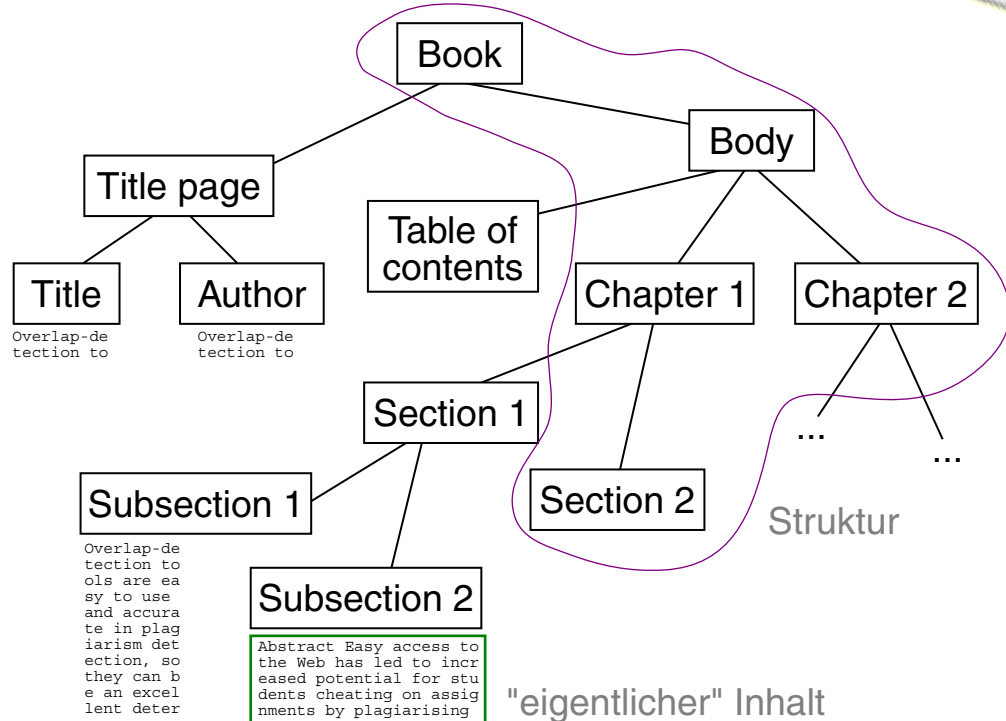 Book
Body
Title page
Table of
contents
Title
Author
Chapter 1
Chapter 2
Overlap-de
tection to
Overlap-de
tection to
Section 1
...
...
Subsection 1
Section 2
Struktur
Overlap-de
tection to
ols are ea
sy to use
and accura
te in plag
iarism det
ection, so
they can b
e an excel
lent deter
Subsection 2
Abstract Easy access to
the Web has led to incr
eased potential for stu
dents cheating on assig
nments by plagiarising
"eigentlicher" Inhalt